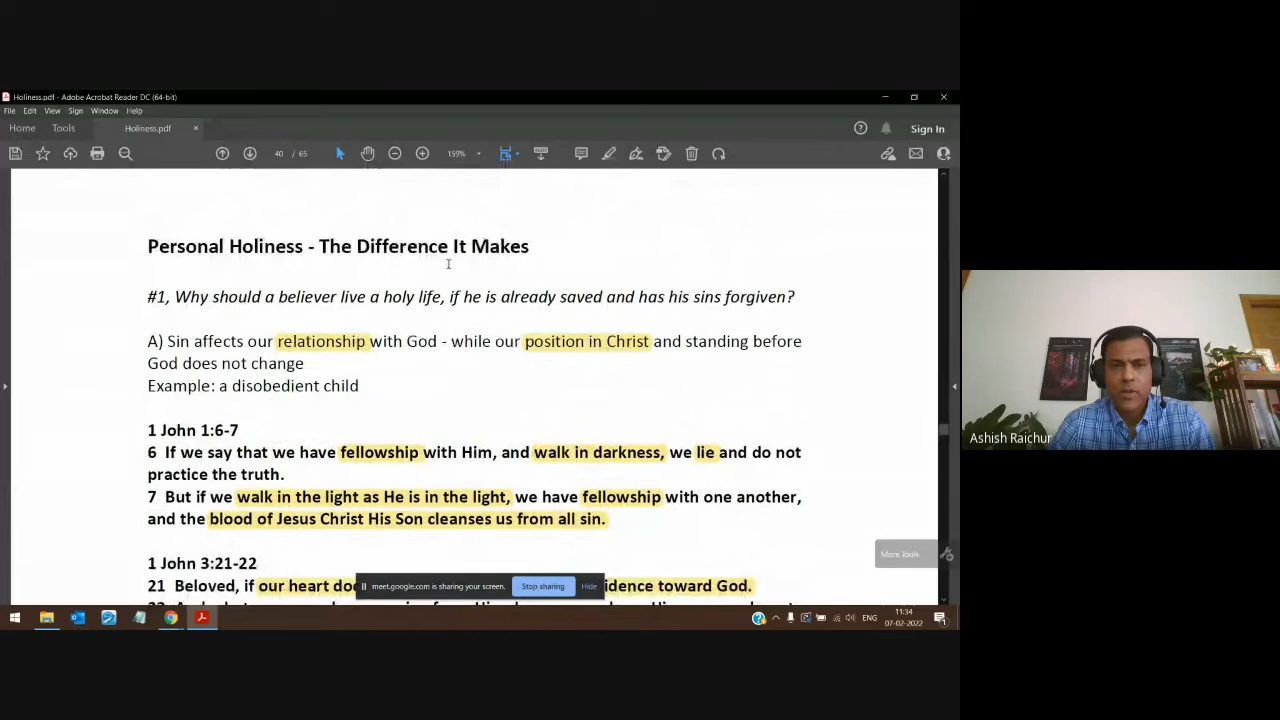 Holiness.pdf - Adobe Acrobat Reader DC (64-bit)
File Edit View Sign Window Help
Home Tools Holiness.pdf × Sign In
40 / 65 159%
Personal Holiness - The Difference It Makes
#1, Why should a believer live a holy life, if he is already saved and has his sins forgiven?
A) Sin affects our relationship with God - while our position in Christ and standing before
God does not change
Example: a disobedient child
1 John 1:6-7
6 If we say that we have fellowship with Him, and walk in darkness, we lie and do not
practice the truth.
7 But if we walk in the light as He is in the light, we have fellowship with one another,
and the blood of Jesus Christ His Son cleanses us from all sin.
1 John 3:21-22
21 Beloved, if our heart idence toward God.
meet.google.com is sharing your screen. Stop sharing Hide
More Tools
Ashish Raichur
ENG
11:34
07-02-2022